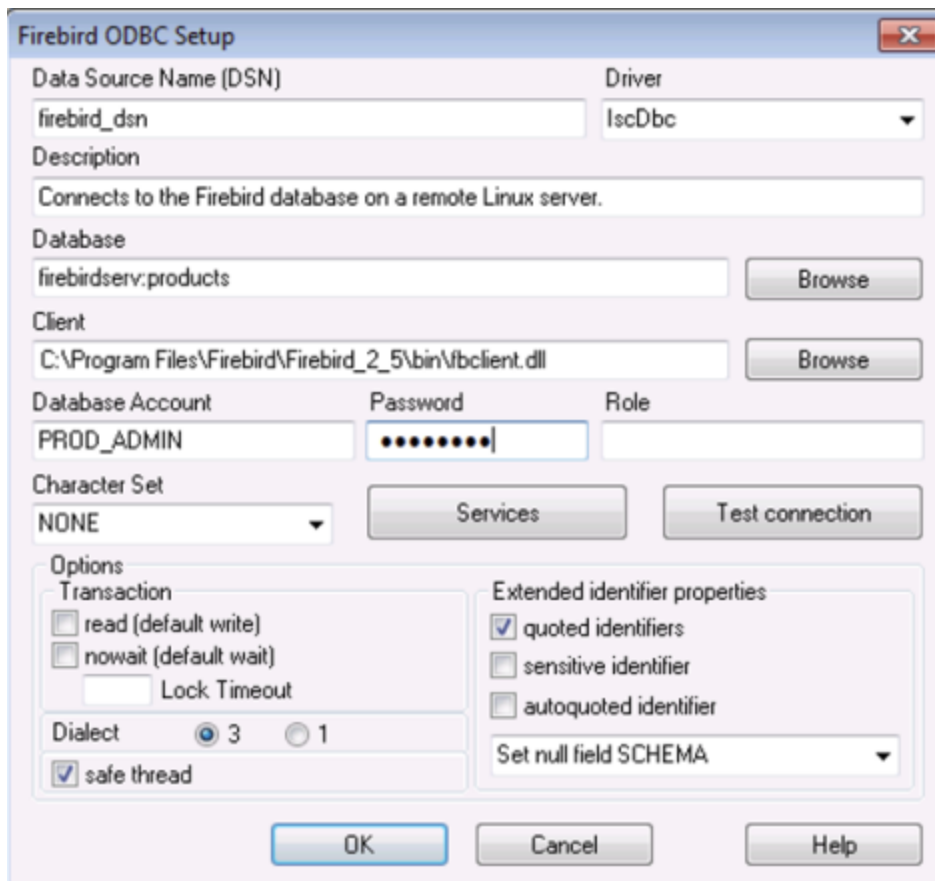 Firebird ODBC Setup
Data Source Name (DSN)
Driver
firebird_dsn
IscDbc
Description
Connects to the Firebird database on a remote Linux server.
Database
firebirdserv:products
Browse
Client
C:\Program Files\Firebird\Firebird_2_5\bin\fbclient.dll
Browse
Database Account
Password
Role
PROD_ADMIN
●●●●●●●●
Character Set
NONE
Services
Test connection
Options
Transaction
read (default write)
nowait (default wait)
Lock Timeout
Dialect
3
1
safe thread
Extended identifier properties
quoted identifiers
sensitive identifier
autoquoted identifier
Set null field SCHEMA
OK
Cancel
Help